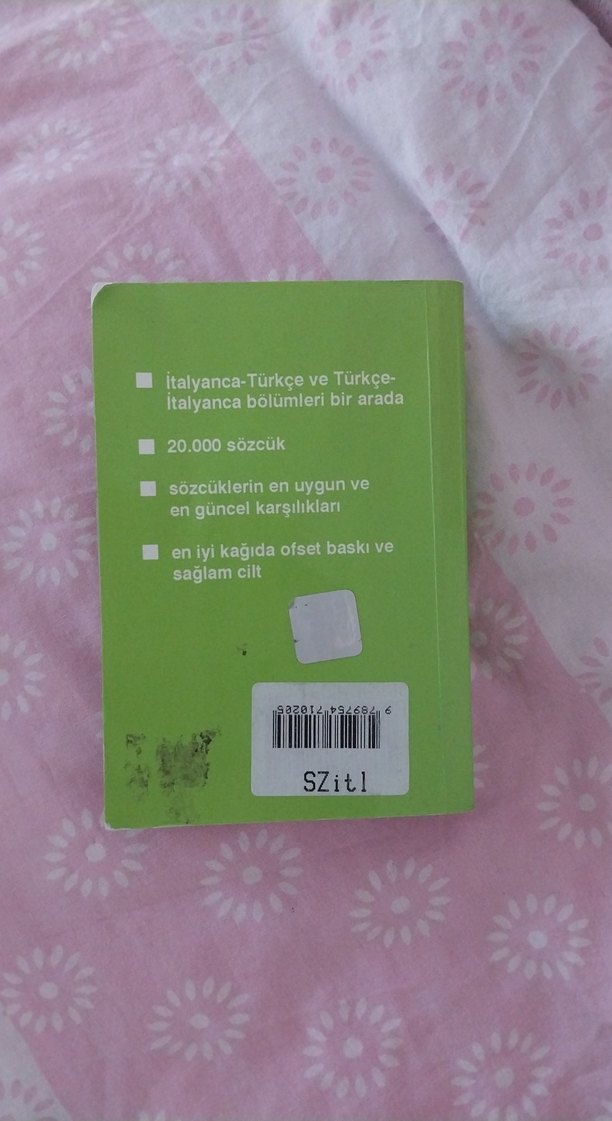 İtalyanca-Türkçe ve Türkçe-
İtalyanca bölümleri bir arada
20.000 sözcük
sözcüklerin en uygun ve
en güncel karşılıkları
en iyi kağıda ofset baskı ve
sağlam cilt
9 789754 710205
SZitl